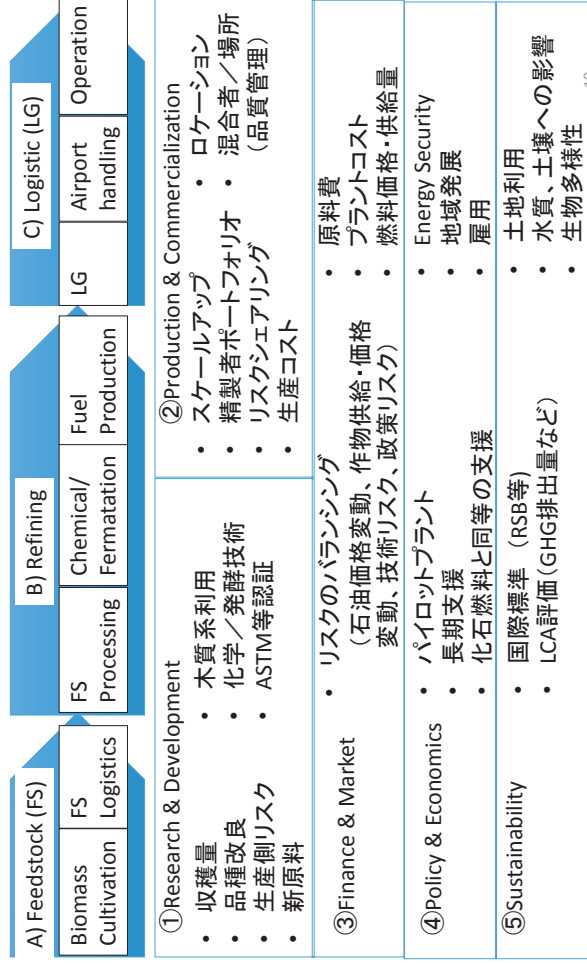 A) Feedstock (FS)
B) Refining
C) Logistic (LG)
Biomass
Cultivation
FS
Logistics
FS
Processing
Chemical/
Fermatation
Fuel
Production
LG
Airport
handling
Operation
①Research & Development
• 収穫量
• 品種改良
• 生産側リスク
• 新原料
• 木質系利用
• 化学／発酵技術
• ASTM等認証
②Production & Commercialization
• スケールアップ
• 精製者ポートフォリオ
• リスクシェアリング
• 生産コスト
• ロケーション
• 混合者／場所
（品質管理）
③Finance & Market
• リスクのバランシング
（石油価格変動、作物供給・価格
変動、技術リスク、政策リスク）
• 原料費
• プラントコスト
• 燃料価格・供給量
④Policy & Economics
• パイロットプラント
• 長期支援
• 化石燃料と同等の支援
• Energy Security
• 地域発展
• 雇用
⑤Sustainability
• 国際標準 （RSB等）
• LCA評価（GHG排出量など）
• 土地利用
• 水質、土壌への影響
• 生物多様性